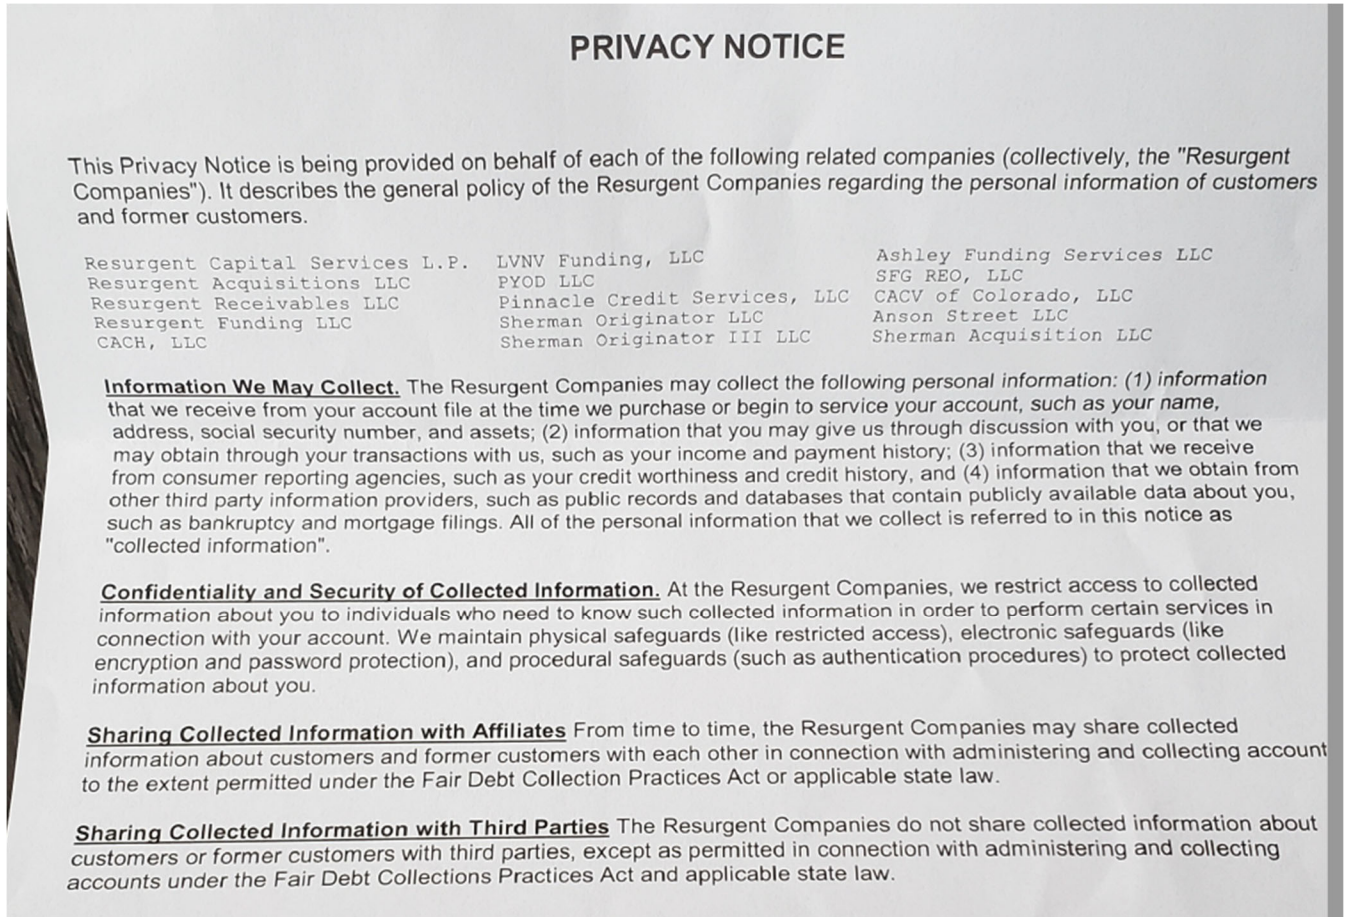 PRIVACY NOTICE
This Privacy Notice is being provided on behalf of each of the following related companies (collectively, the "Resurgent
Companies"). It describes the general policy of the Resurgent Companies regarding the personal information of customers
and former customers.
Resurgent Capital Services L.P. LVNV Funding, LLC Ashley Funding Services LLC
Resurgent Acquisitions LLC PYOD LLC SFG REO, LLC
Resurgent Receivables LLC Pinnacle Credit Services, LLC CACV of Colorado, LLC
Resurgent Funding LLC Sherman Originator LLC Anson Street LLC
CACH, LLC Sherman Originator III LLC Sherman Acquisition LLC
Information We May Collect. The Resurgent Companies may collect the following personal information: (1) information
that we receive from your account file at the time we purchase or begin to service your account, such as your name,
address, social security number, and assets; (2) information that you may give us through discussion with you, or that we
may obtain through your transactions with us, such as your income and payment history; (3) information that we receive
from consumer reporting agencies, such as your credit worthiness and credit history, and (4) information that we obtain from
other third party information providers, such as public records and databases that contain publicly available data about you,
such as bankruptcy and mortgage filings. All of the personal information that we collect is referred to in this notice as
"collected information".
Confidentiality and Security of Collected Information. At the Resurgent Companies, we restrict access to collected
information about you to individuals who need to know such collected information in order to perform certain services in
connection with your account. We maintain physical safeguards (like restricted access), electronic safeguards (like
encryption and password protection), and procedural safeguards (such as authentication procedures) to protect collected
information about you.
Sharing Collected Information with Affiliates From time to time, the Resurgent Companies may share collected
information about customers and former customers with each other in connection with administering and collecting account
to the extent permitted under the Fair Debt Collection Practices Act or applicable state law.
Sharing Collected Information with Third Parties The Resurgent Companies do not share collected information about
customers or former customers with third parties, except as permitted in connection with administering and collecting
accounts under the Fair Debt Collections Practices Act and applicable state law.